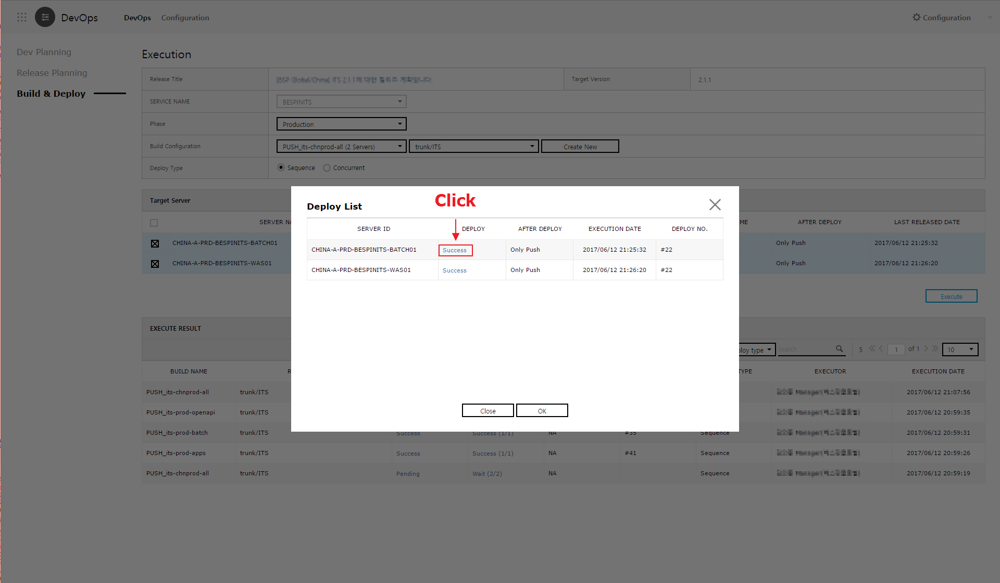 DevOps DevOps Configuration Configuration
Dev Planning
Release Planning
Build & Deploy
Execution
Release Title Target Version 2.1.1
SERVICE NAME BESPINITS
Phase Production
Build Configuration PUSH_its-chnprod-all (2 Servers) trunk/ITS Create New
Deploy Type Sequence Concurrent
Target Server
SERVER AFTER DEPLOY LAST RELEASED DATE
CHINA-A-PRD-BESPINITS-BATCH01 Only Push 2017/06/12 21:25:32
CHINA-A-PRD-BESPINITS-WAS01 Only Push 2017/06/12 21:26:20
Execute
Click
Deploy List
SERVER ID DEPLOY AFTER DEPLOY EXECUTION DATE DEPLOY NO.
CHINA-A-PRD-BESPINITS-BATCH01 Success Only Push 2017/06/12 21:25:32 #22
CHINA-A-PRD-BESPINITS-WAS01 Success Only Push 2017/06/12 21:26:20 #22
Close OK
EXECUTE RESULT
type Search 5 1 of 1 10
BUILD NAME EXECUTOR EXECUTION DATE
PUSH_its-chnprod-all trunk/ITS 2017/06/12 21:07:56
PUSH_its-prod-openapi trunk/ITS 2017/06/12 20:59:35
PUSH_its-prod-batch trunk/ITS Success Success (1/1) NA #35 Sequence 2017/06/12 20:59:31
PUSH_its-prod-apps trunk/ITS Success Success (1/1) NA #41 Sequence 2017/06/12 20:59:26
PUSH_its-chnprod-all trunk/ITS Pending Wait (2/2) NA Sequence 2017/06/12 20:59:19